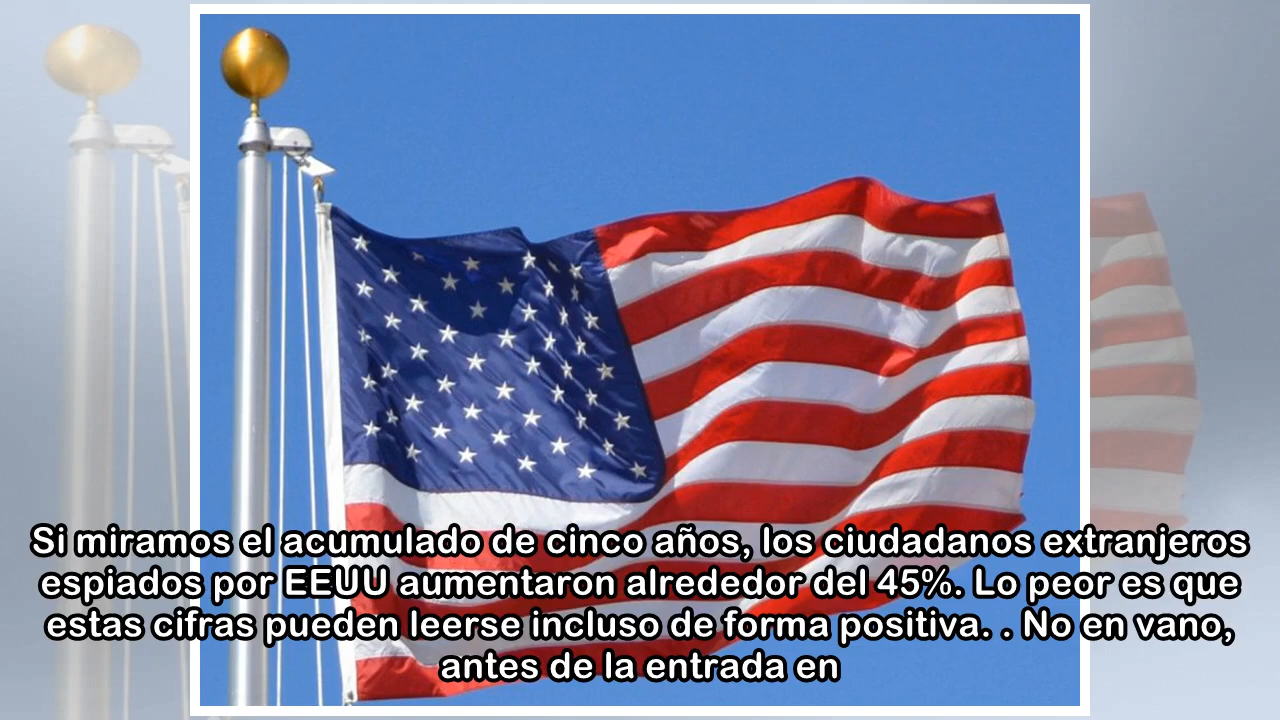 Si miramos el acumulado de cinco años, los ciudadanos extranjeros
espiados por EEUU aumentaron alrededor del 45%. Lo peor es que
estas cifras pueden leerse incluso de forma positiva. . No en vano,
antes de la entrada en